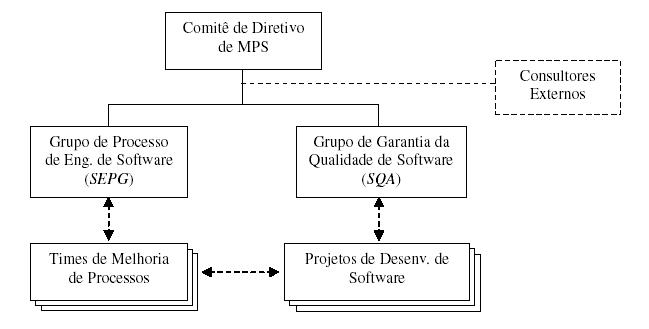 Comitê de Diretivo
de MPS
Consultores
Externos
Grupo de Processo
de Eng. de Software
(SEPG)
Grupo de Garantia da
Qualidade de Software
(SQA)
Times de Melhoria
de Processos
Projetos de Desenv. de
Software